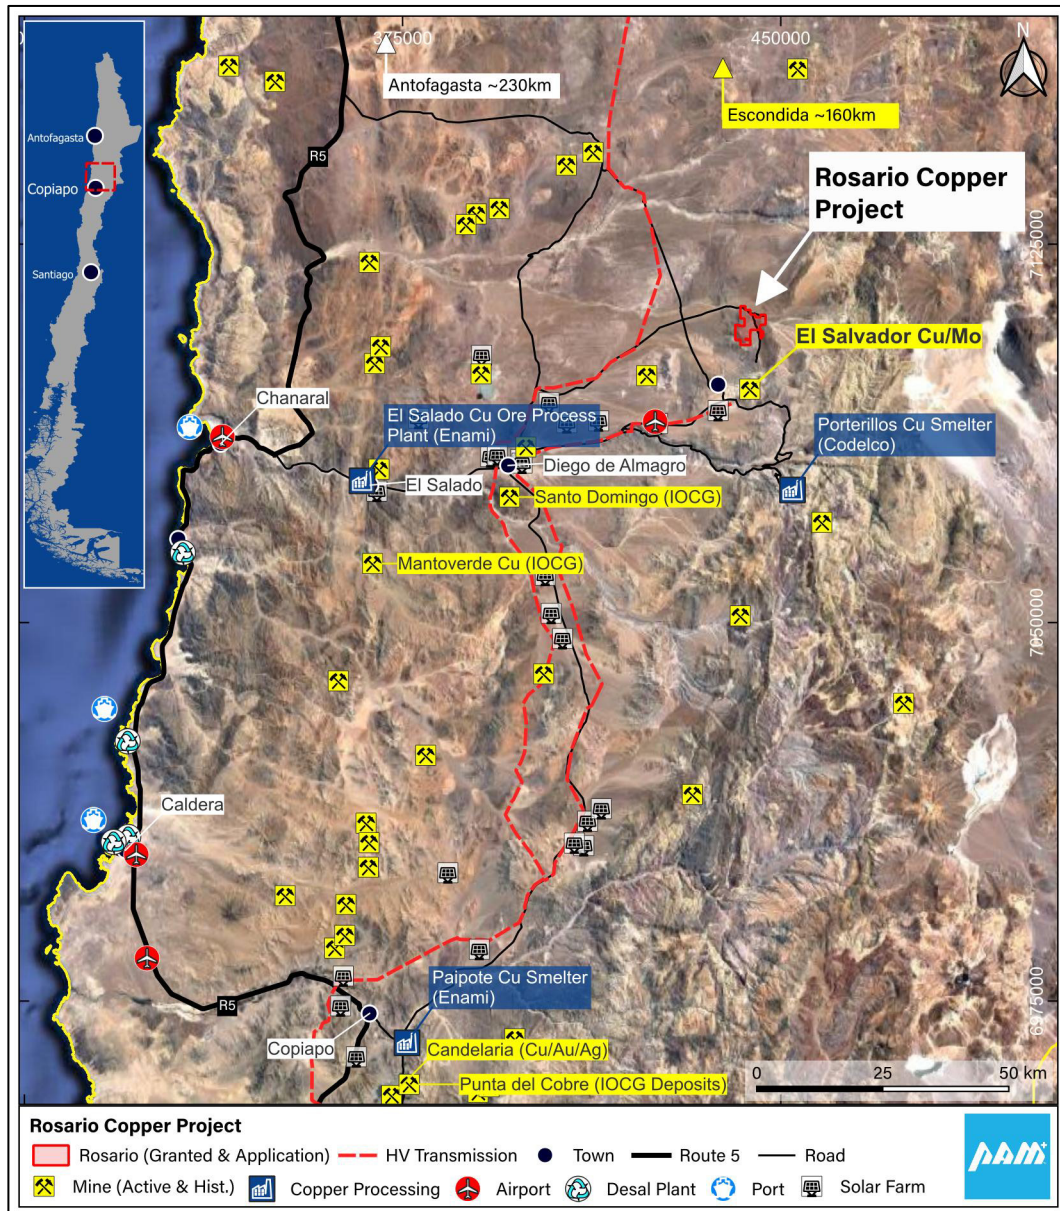 375000
450000
N
Antofagasta ~230km
Escondida ~160km
Antofagasta
Copiapo
Santiago
R5
Rosario Copper
Project
7125000
El Salvador Cu/Mo
Chanaral
El Salado Cu Ore Process
Plant (Enami)
Porterillos Cu Smelter
(Codelco)
Diego de Almagro
El Salado
Santo Domingo (IOCG)
Mantoverde Cu (IOCG)
7050000
Caldera
Paipote Cu Smelter
(Enami)
R5
6975000
Copiapo
Candelaria (Cu/Au/Ag)
Punta del Cobre (IOCG Deposits)
0 25 50 km
Rosario Copper Project
Rosario (Granted & Application) HV Transmission Town Route 5 Road
Mine (Active & Hist.) Copper Processing Airport Desal Plant Port Solar Farm
PAM+